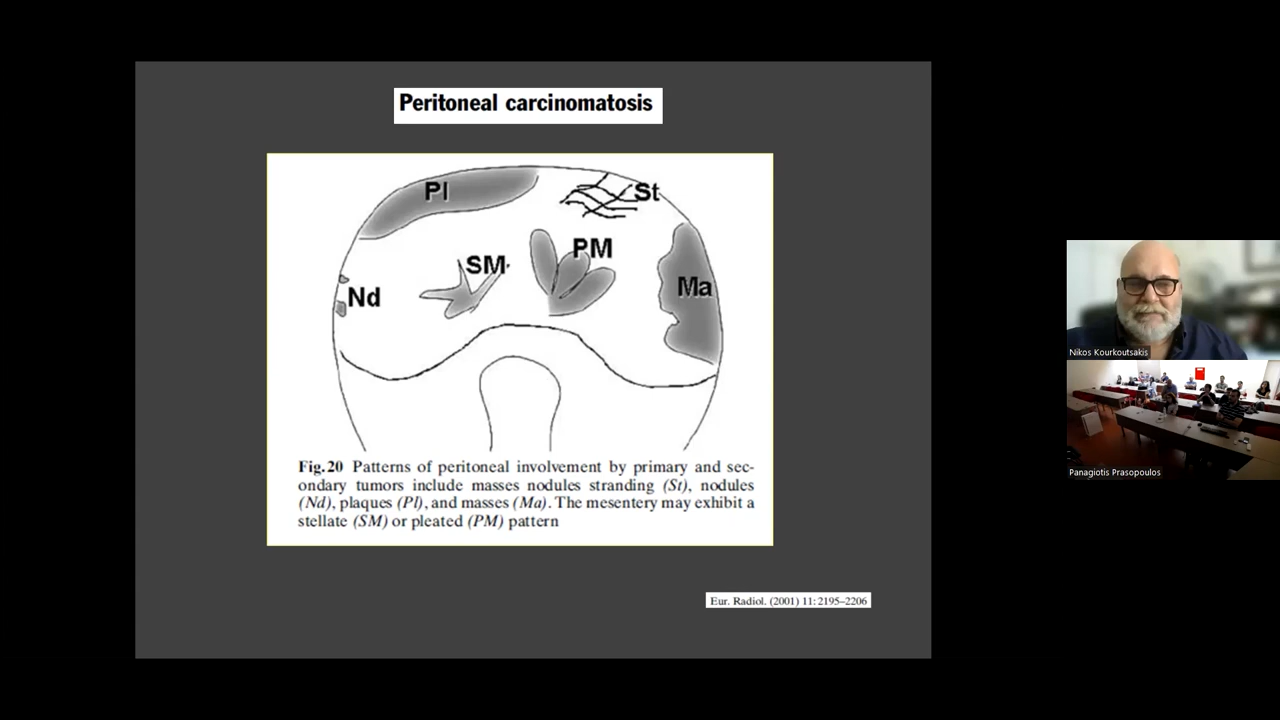 Peritoneal carcinomatosis
Pl
St
SM
PM
Nd
Ma
Fig. 20 Patterns of peritoneal involvement by primary and sec-
ondary tumors include masses nodules stranding (St), nodules
(Nd), plaques (Pl), and masses (Ma). The mesentery may exhibit a
stellate (SM) or pleated (PM) pattern
Eur. Radiol. (2001) 11: 2195–2206
Nikos Kourkoutsakis
Panagiotis Prasopoulos